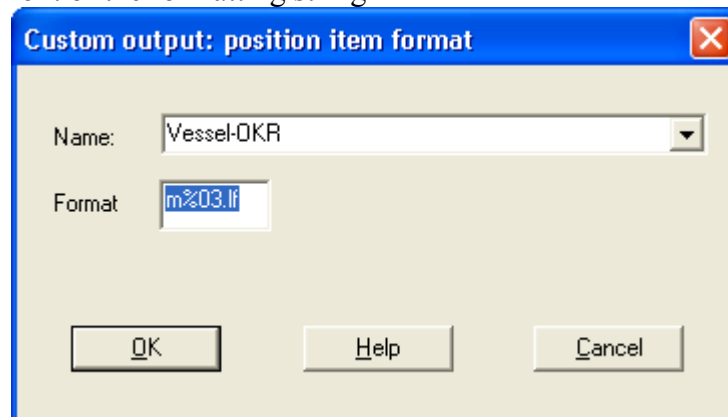 Custom output: position item format
Name: Vessel-OKR
Format m%03.lf
OK Help Cancel